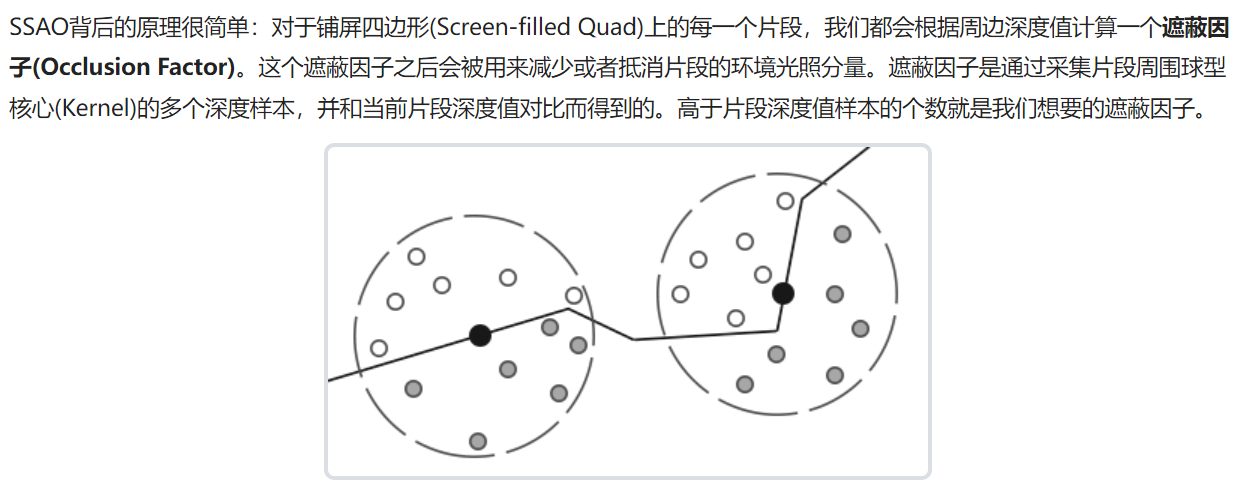 SSAO背后的原理很简单：对于铺屏四边形(Screen-filled Quad)上的每一个片段，我们都会根据周边深度值计算一个遮蔽因
子(Occlusion Factor)。这个遮蔽因子之后会被用来减少或者抵消片段的环境光照分量。遮蔽因子是通过采集片段周围球型
核心(Kernel)的多个深度样本，并和当前片段深度值对比而得到的。高于片段深度值样本的个数就是我们想要的遮蔽因子。